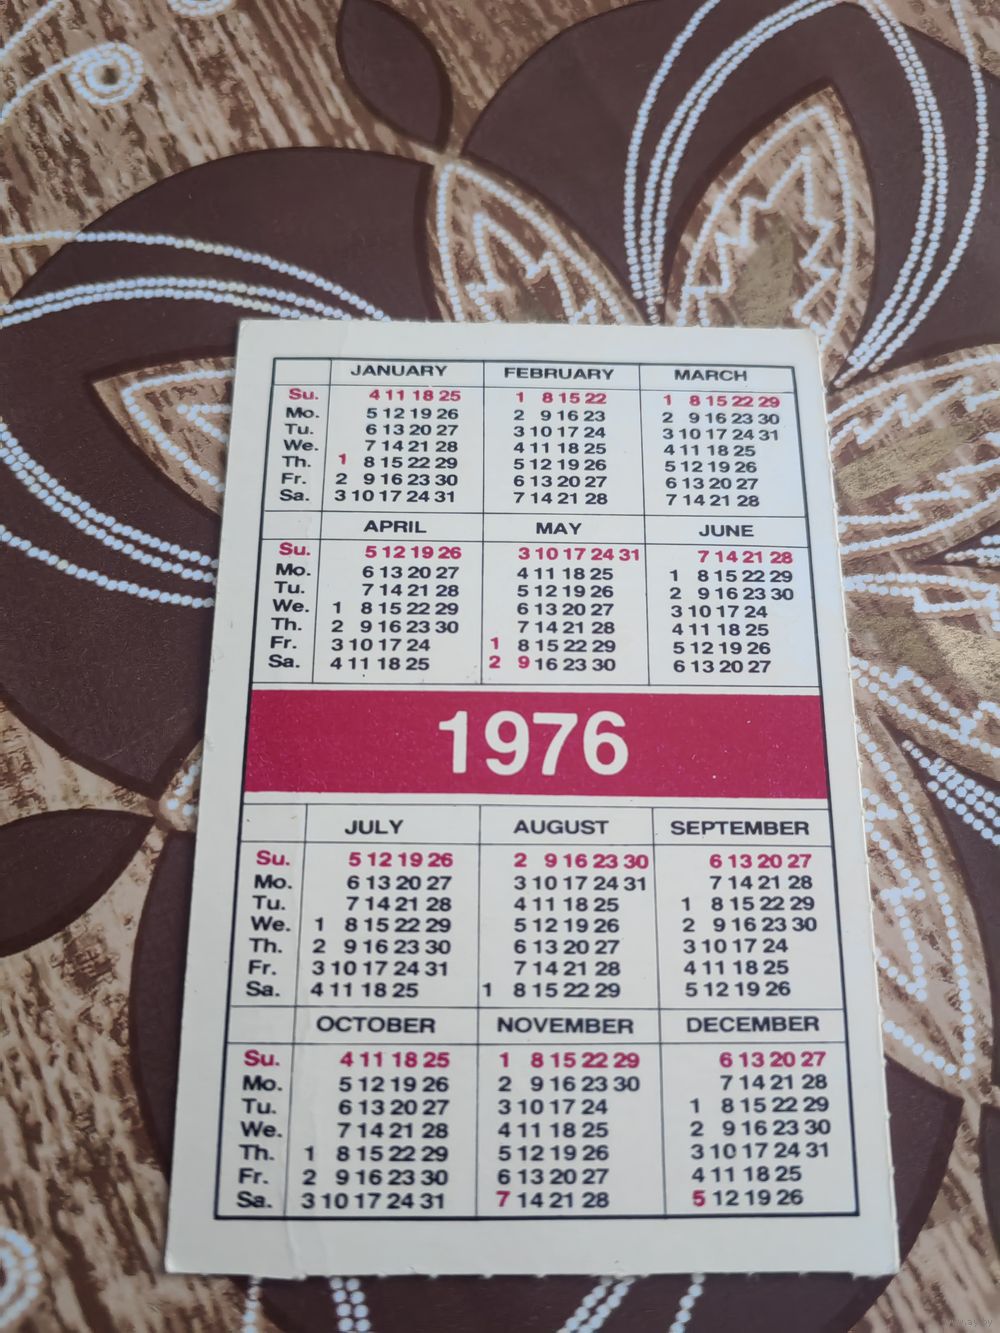 JANUARY FEBRUARY MARCH
Su. 4 11 18 25 1 8 15 22 1 8 15 22 29
Mo. 5 12 19 26 2 9 16 23 2 9 16 23 30
Tu. 6 13 20 27 3 10 17 24 3 10 17 24 31
We. 7 14 21 28 4 11 18 25 4 11 18 25
Th. 1 8 15 22 29 5 12 19 26 5 12 19 26
Fr. 2 9 16 23 30 6 13 20 27 6 13 20 27
Sa. 3 10 17 24 31 7 14 21 28 7 14 21 28
APRIL MAY JUNE
Su. 5 12 19 26 3 10 17 24 31 7 14 21 28
Mo. 6 13 20 27 4 11 18 25 1 8 15 22 29
Tu. 7 14 21 28 5 12 19 26 2 9 16 23 30
We. 1 8 15 22 29 6 13 20 27 3 10 17 24
Th. 2 9 16 23 30 7 14 21 28 4 11 18 25
Fr. 3 10 17 24 1 8 15 22 29 5 12 19 26
Sa. 4 11 18 25 2 9 16 23 30 6 13 20 27
1976
JULY AUGUST SEPTEMBER
Su. 5 12 19 26 2 9 16 23 30 6 13 20 27
Mo. 6 13 20 27 3 10 17 24 31 7 14 21 28
Tu. 7 14 21 28 4 11 18 25 1 8 15 22 29
We. 1 8 15 22 29 5 12 19 26 2 9 16 23 30
Th. 2 9 16 23 30 6 13 20 27 3 10 17 24
Fr. 3 10 17 24 31 7 14 21 28 4 11 18 25
Sa. 4 11 18 25 1 8 15 22 29 5 12 19 26
OCTOBER NOVEMBER DECEMBER
Su. 4 11 18 25 1 8 15 22 29 6 13 20 27
Mo. 5 12 19 26 2 9 16 23 30 7 14 21 28
Tu. 6 13 20 27 3 10 17 24 1 8 15 22 29
We. 7 14 21 28 4 11 18 25 2 9 16 23 30
Th. 1 8 15 22 29 5 12 19 26 3 10 17 24 31
Fr. 2 9 16 23 30 6 13 20 27 4 11 18 25
Sa. 3 10 17 24 31 7 14 21 28 5 12 19 26